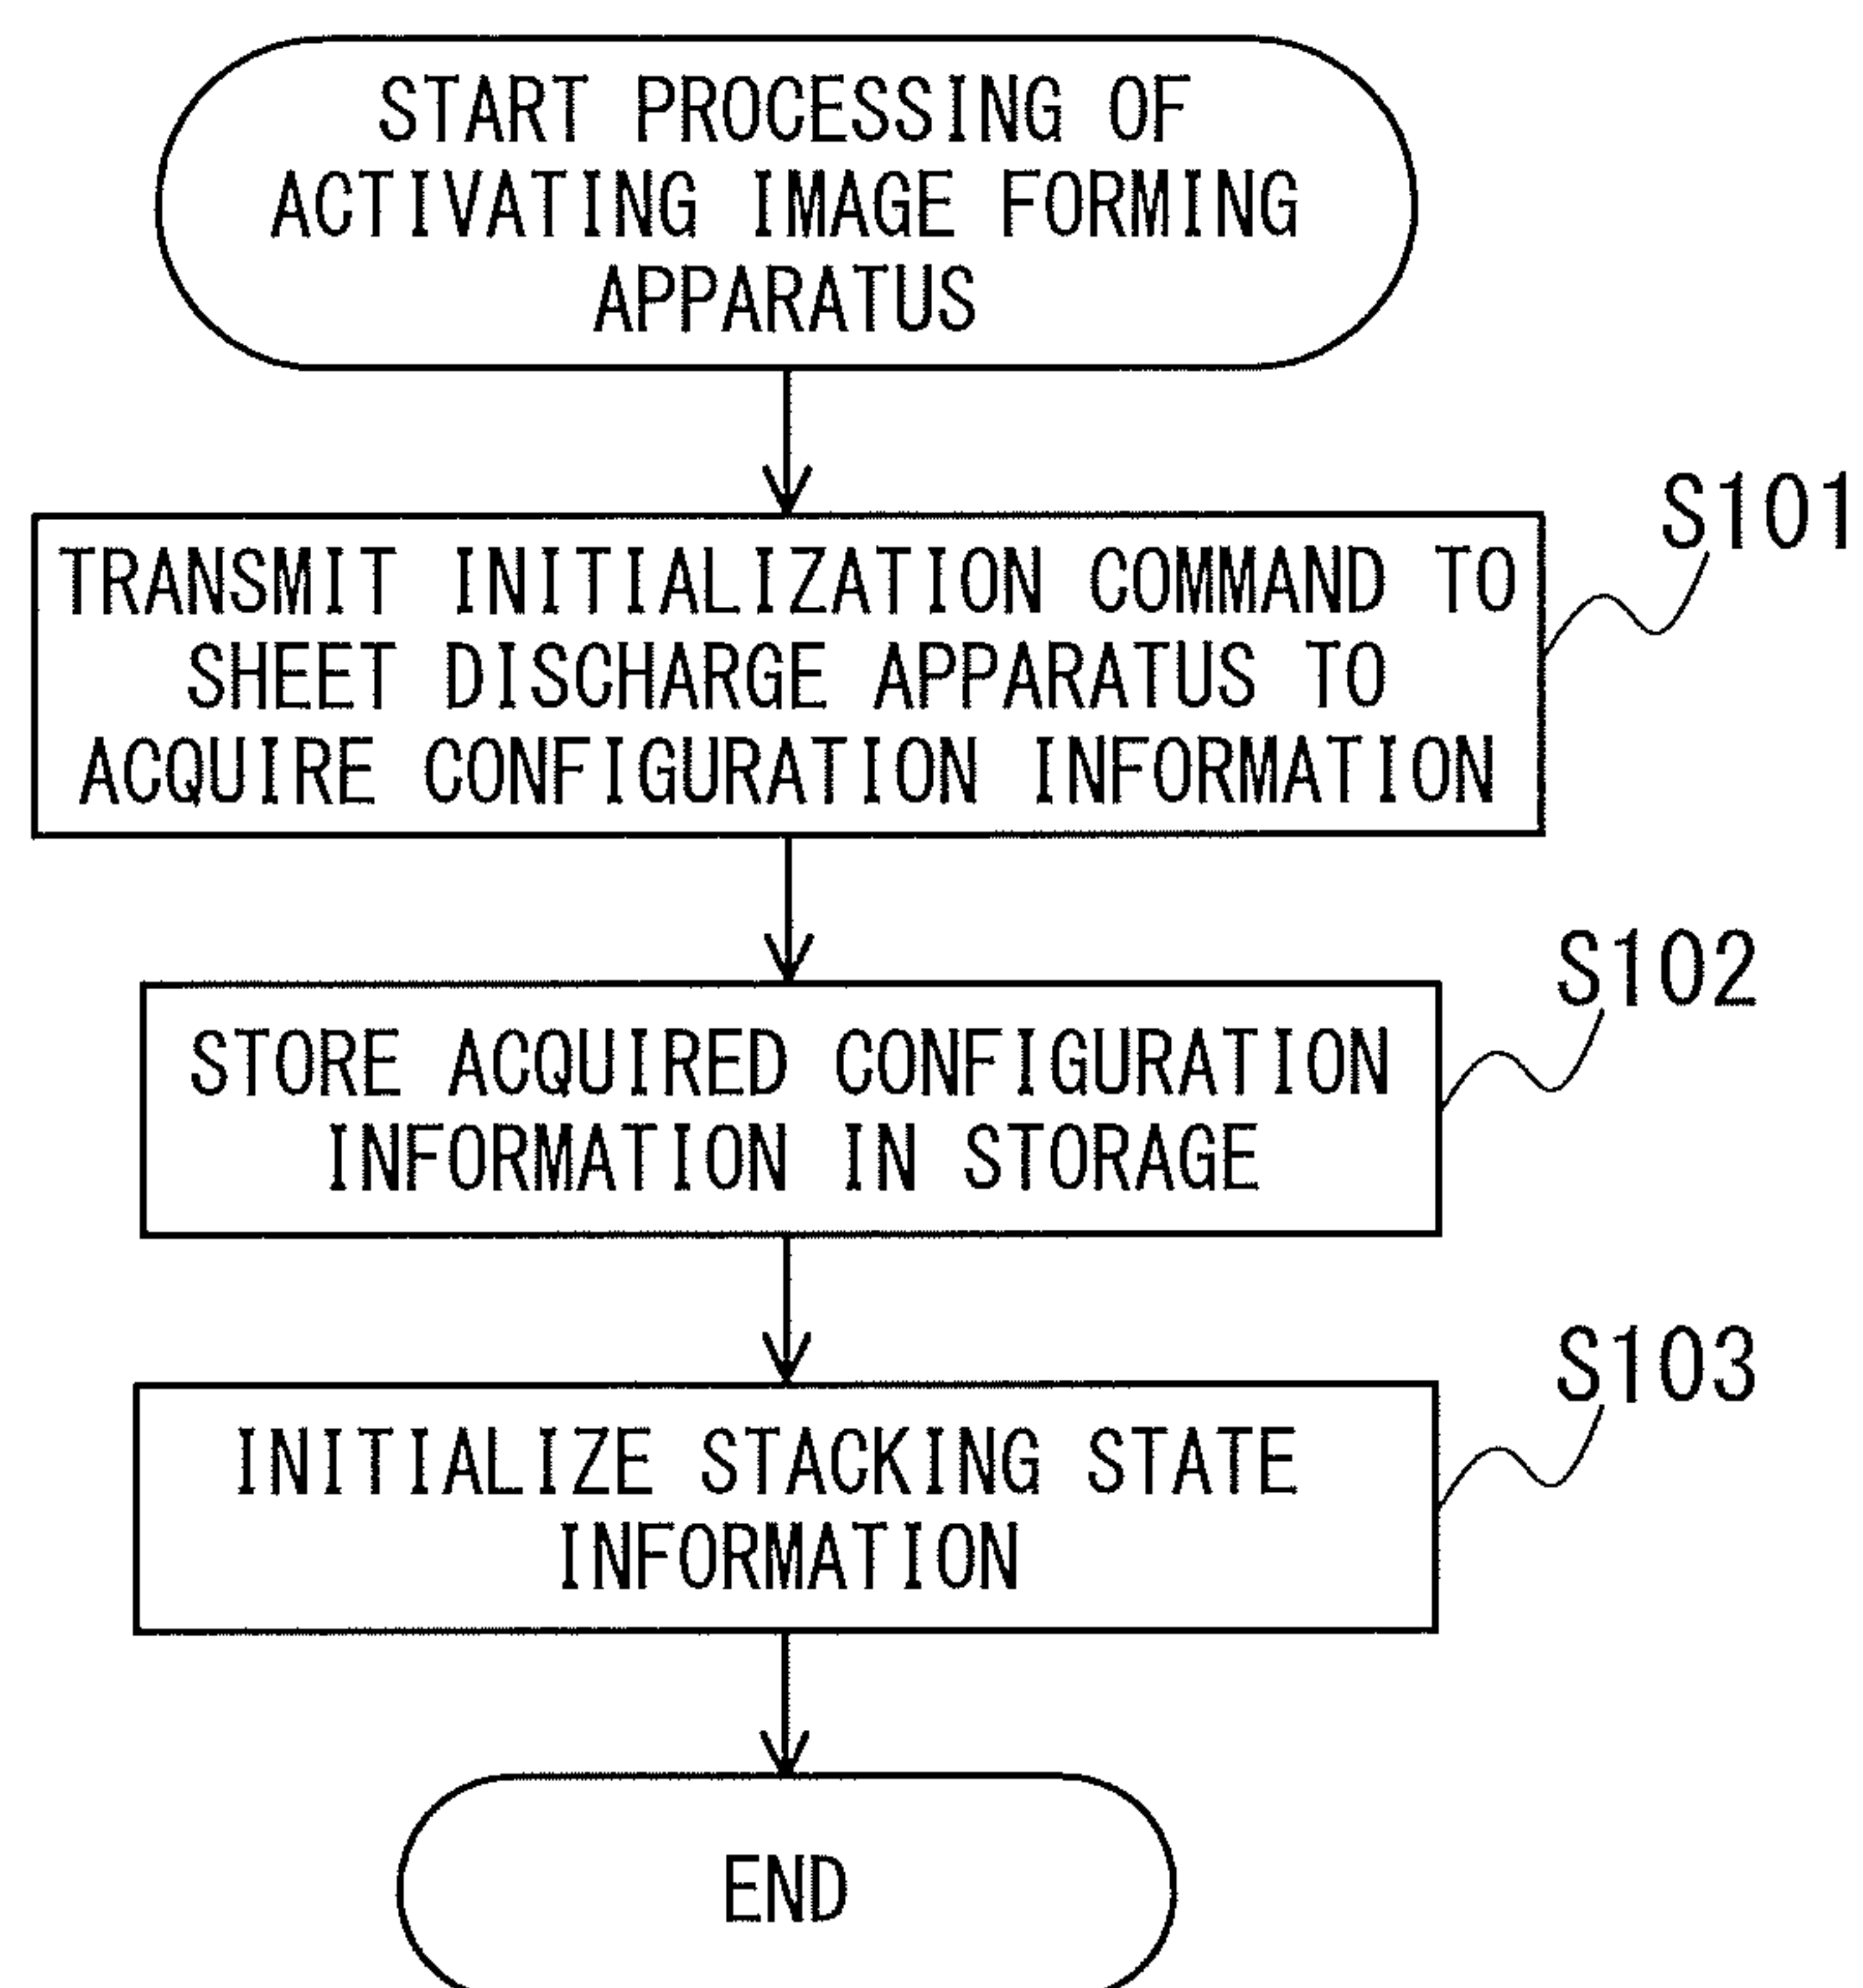 START PROCESSING OF
ACTIVATING IMAGE FORMING
APPARATUS
S101
TRANSMIT INITIALIZATION COMMAND TO
SHEET DISCHARGE APPARATUS TO
ACQUIRE CONFIGURATION INFORMATION
S102
STORE ACQUIRED CONFIGURATION
INFORMATION IN STORAGE
S103
INITIALIZE STACKING STATE
INFORMATION
END